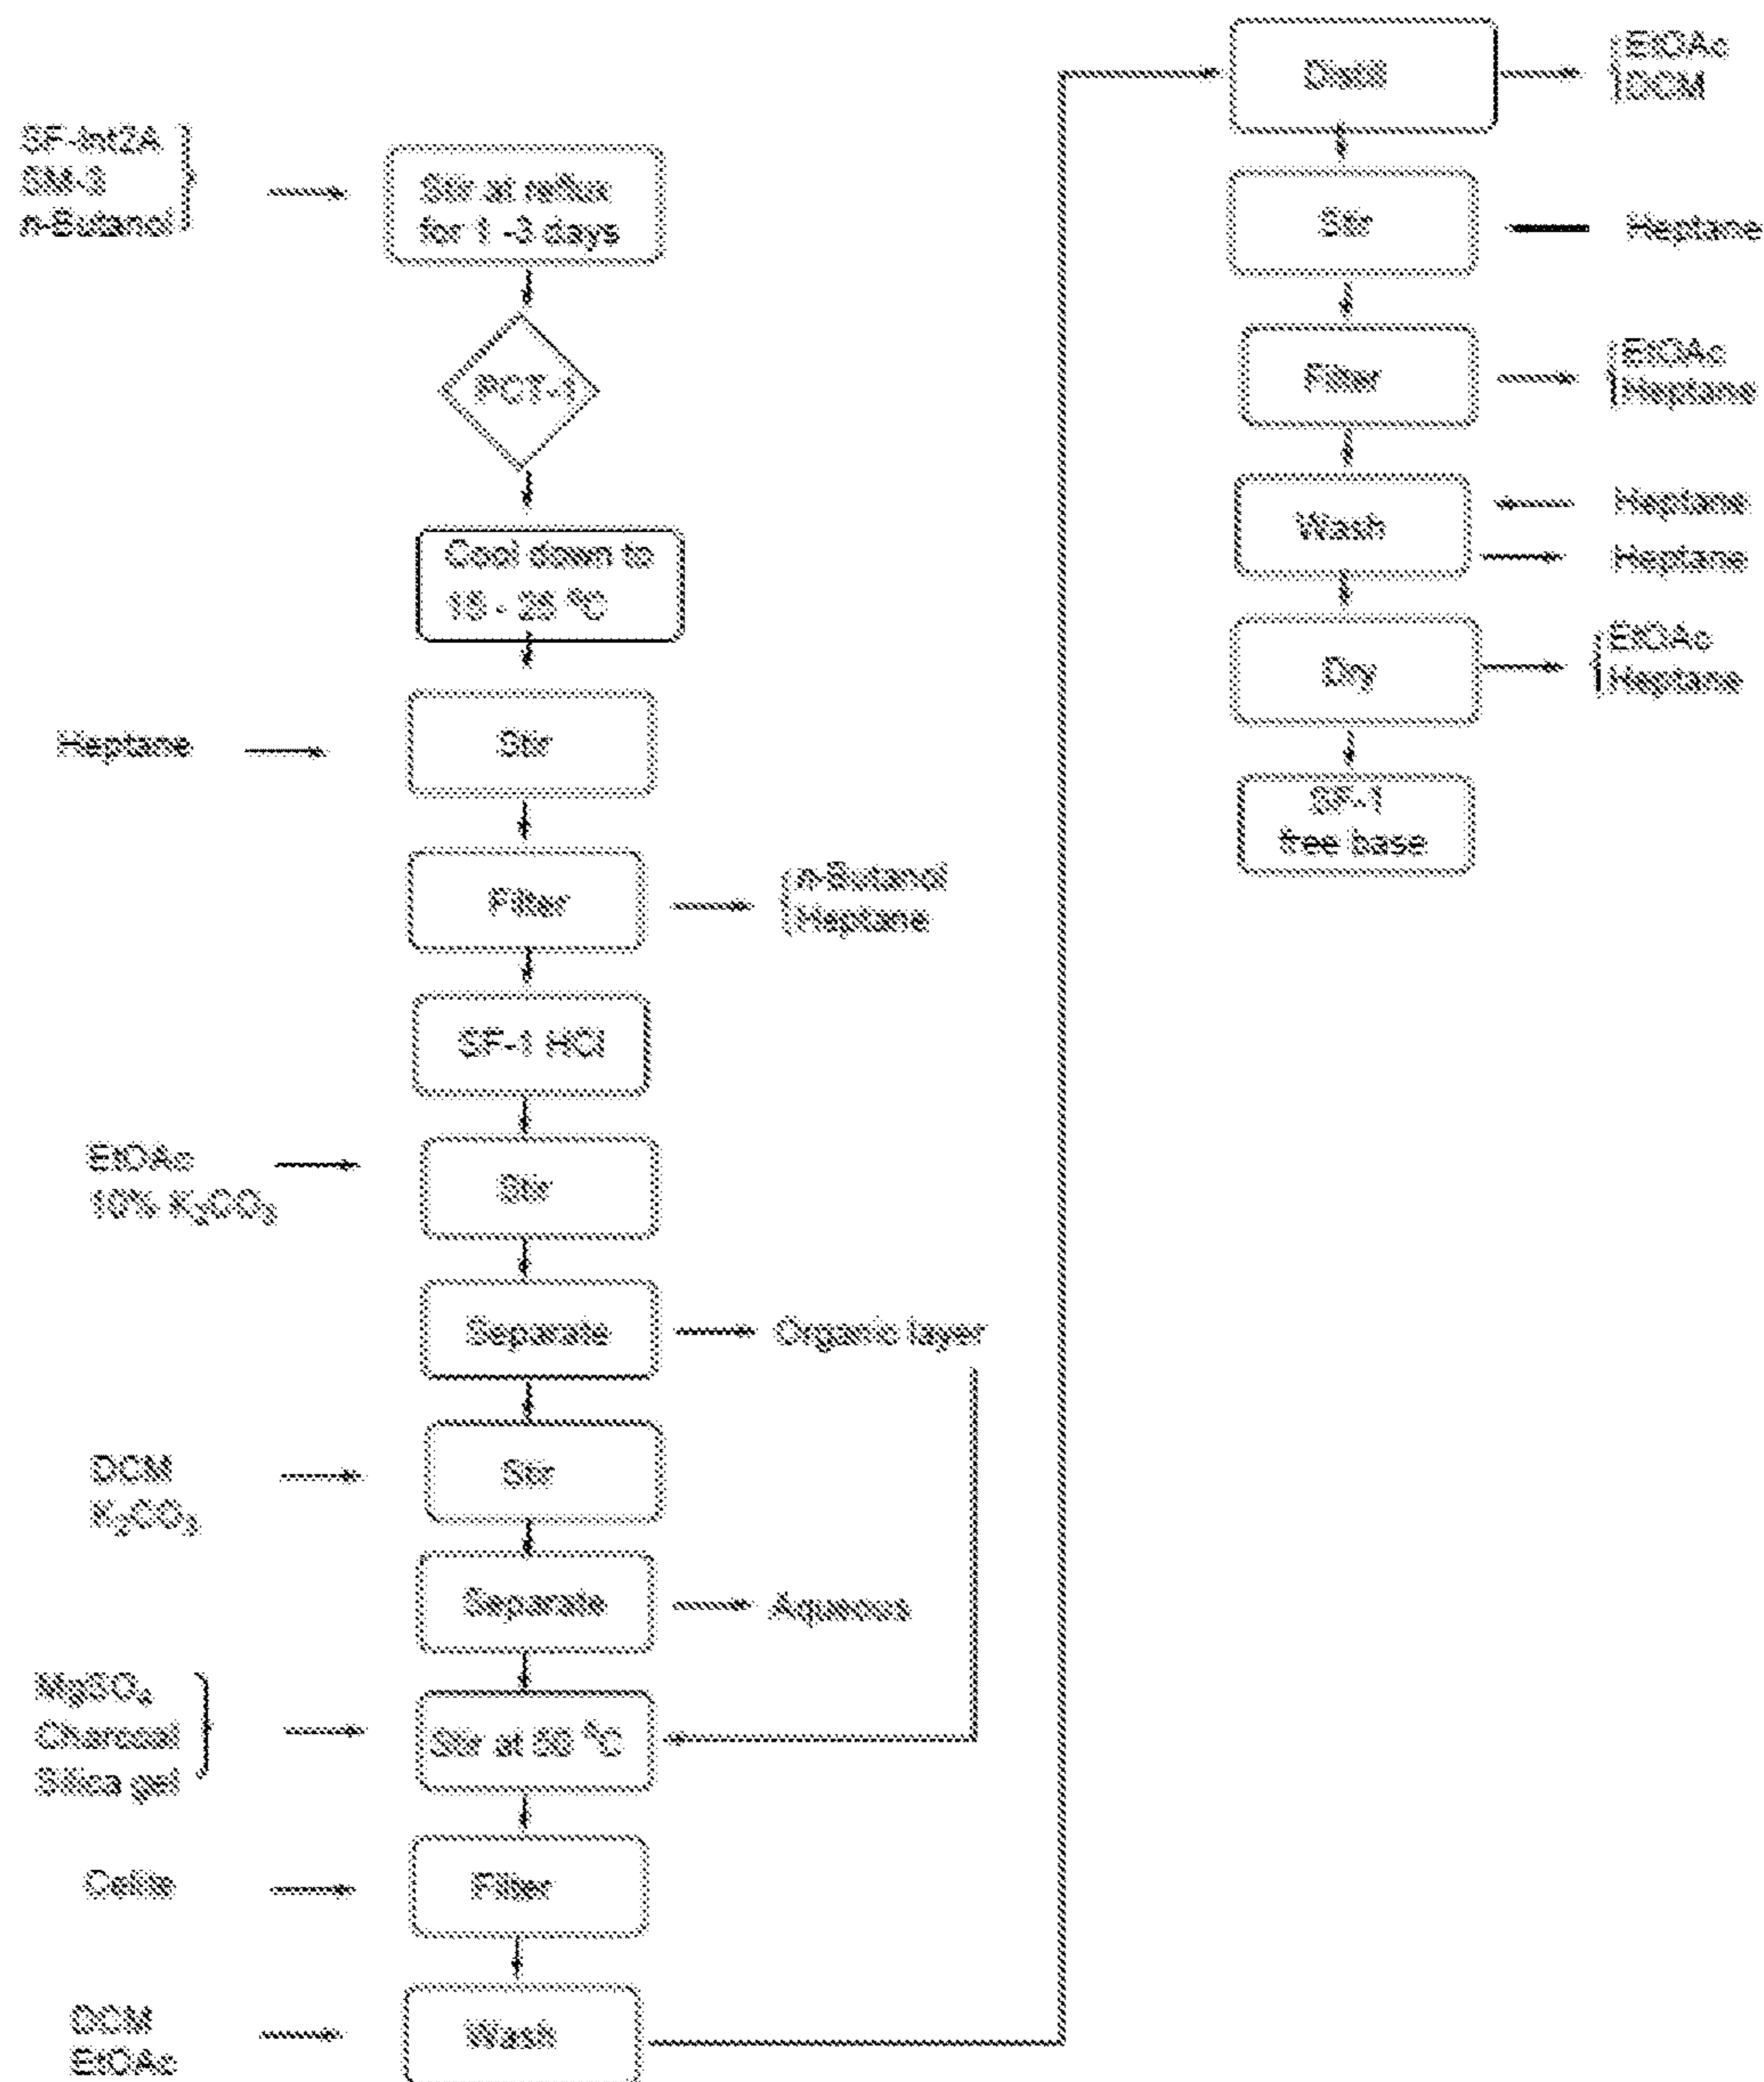 SF-Int2A
SM-3
n-Butanol
Stir at reflux
for 1 -3 days
PCT-1
Cool down to
15 - 25 °C
Heptane
Stir
Filter
n-Butanol
Heptane
SF-1 HCl
EtOAc
10% K₂CO₃
Stir
Separate
Organic layer
DCM
K₂CO₃
Stir
Separate
Aqueous
MgSO₄
Charcoal
Silica gel
Stir at 50 °C
Celite
Filter
DCM
EtOAc
Wash
Distill
EtOAc
DCM
Stir
Heptane
Filter
EtOAc
Heptane
Wash
Heptane
Heptane
Dry
EtOAc
Heptane
SF-1
free base